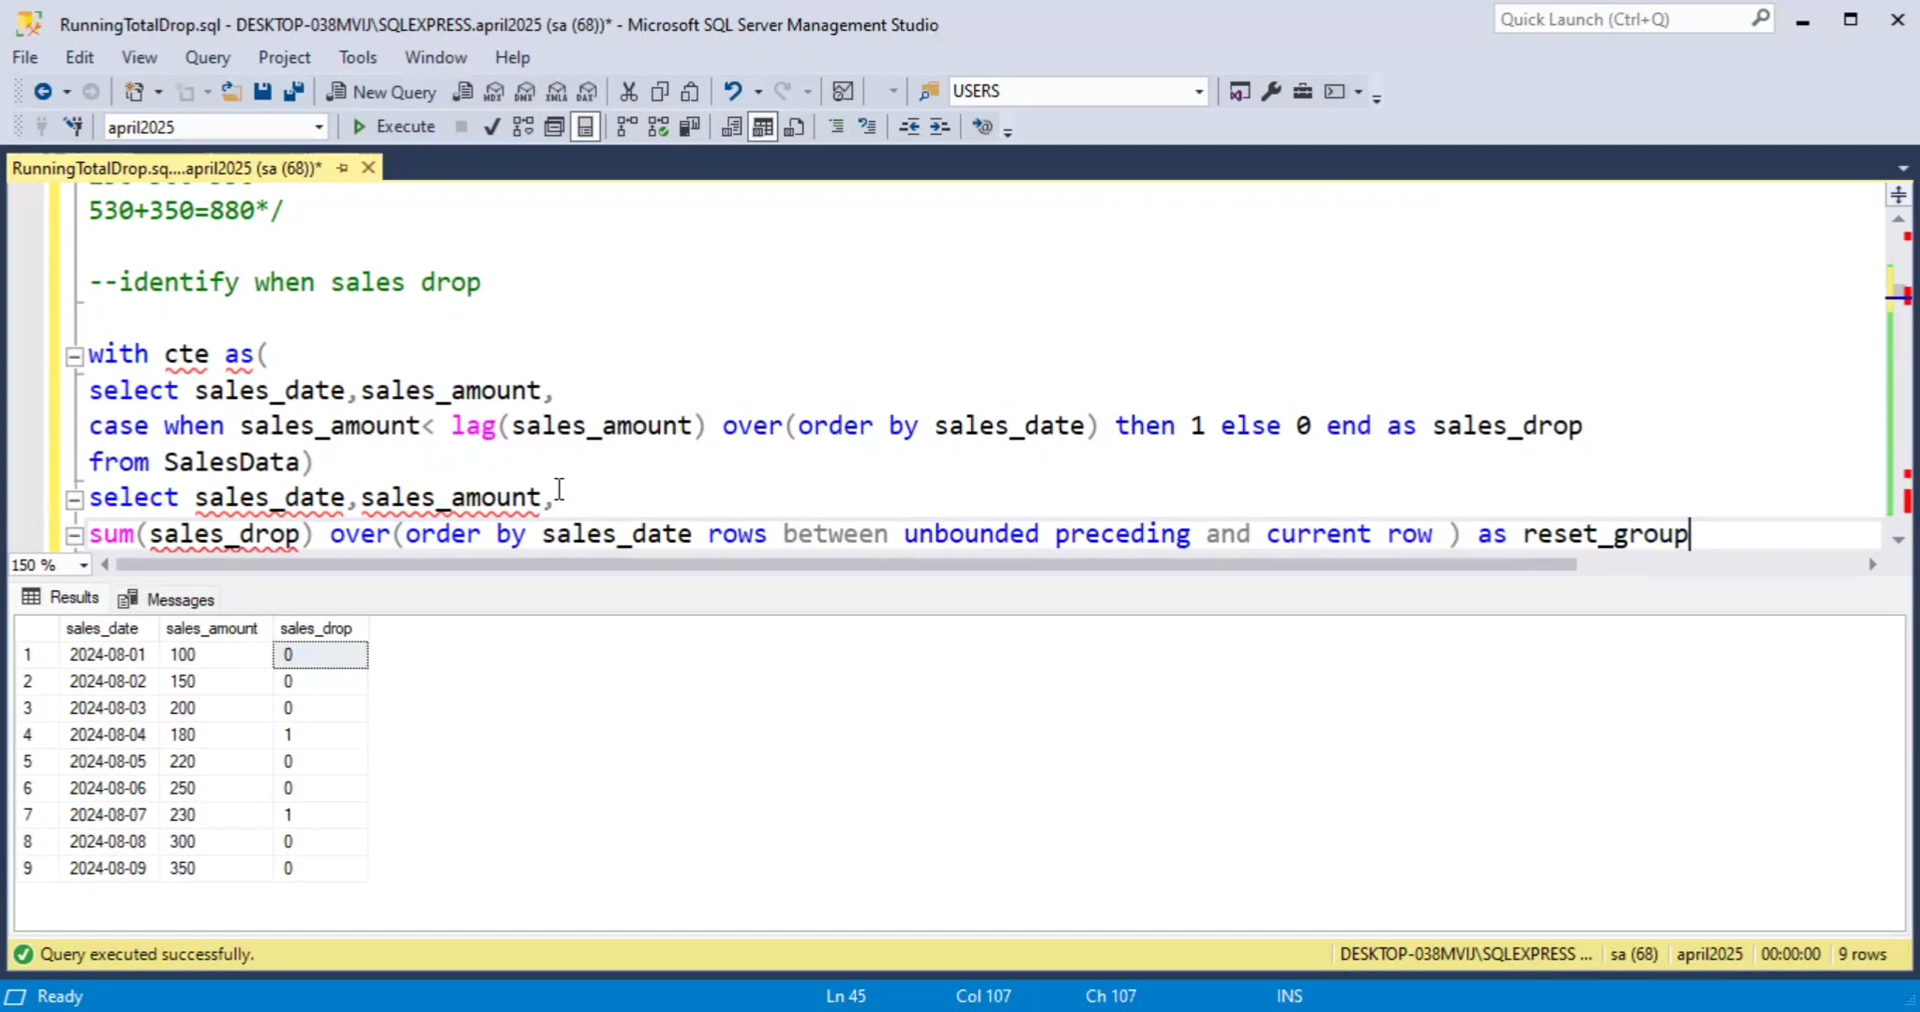 RunningTotalDrop.sql - DESKTOP-038MVIJ\SQLEXPRESS.april2025 (sa (68))* - Microsoft SQL Server Management Studio
Quick Launch (Ctrl+Q)
File Edit View Query Project Tools Window Help
New Query
MDX DMX XMLA DAX
USERS
april2025
Execute
RunningTotalDrop.sq....april2025 (sa (68))*
530+350=880*/
--identify when sales drop
with cte as(
select sales_date,sales_amount,
case when sales_amount< lag(sales_amount) over(order by sales_date) then 1 else 0 end as sales_drop
from SalesData)
select sales_date,sales_amount,
sum(sales_drop) over(order by sales_date rows between unbounded preceding and current row ) as reset_group
150 %
Results Messages
sales_date sales_amount sales_drop
1 2024-08-01 100 0
2 2024-08-02 150 0
3 2024-08-03 200 0
4 2024-08-04 180 1
5 2024-08-05 220 0
6 2024-08-06 250 0
7 2024-08-07 230 1
8 2024-08-08 300 0
9 2024-08-09 350 0
Query executed successfully.
DESKTOP-038MVIJ\SQLEXPRESS ... sa (68) april2025 00:00:00 9 rows
Ready
Ln 45 Col 107 Ch 107 INS